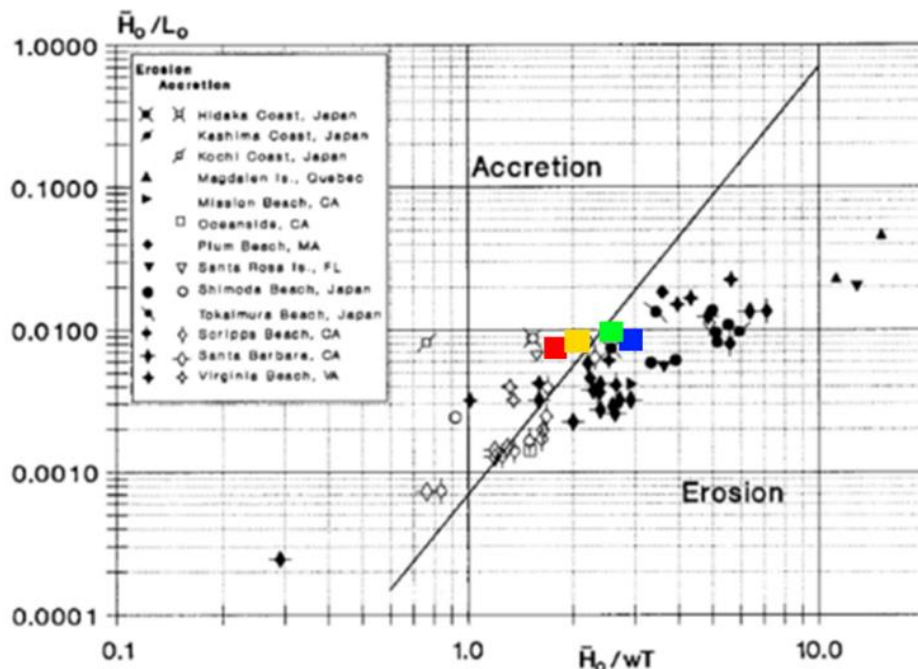 H̄o/Lo
1.0000
0.1000
0.0100
0.0010
0.0001
Erosion
Accretion
Hidaka Coast, Japan
Kashima Coast, Japan
Kochi Coast, Japan
Magdalen Is., Quebec
Mission Beach, CA
Oceanside, CA
Plum Beach, MA
Santa Rosa Is., FL
Shimoda Beach, Japan
Tokaimura Beach, Japan
Scripps Beach, CA
Santa Barbara, CA
Virginia Beach, VA
Accretion
Erosion
0.1
1.0
10.0
H̄o/wT